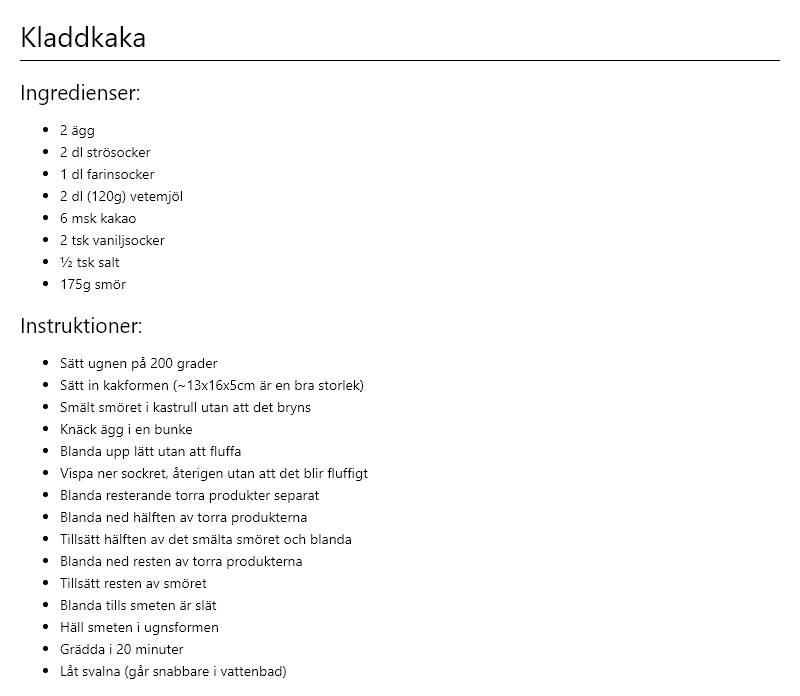 Kladdkaka
Ingredienser:
2 ägg
2 dl strösocker
1 dl farinsocker
2 dl (120g) vetemjöl
6 msk kakao
2 tsk vaniljsocker
½ tsk salt
175g smör
Instruktioner:
Sätt ugnen på 200 grader
Sätt in kakformen (~13x16x5cm är en bra storlek)
Smält smöret i kastrull utan att det bryns
Knäck ägg i en bunke
Blanda upp lätt utan att fluffa
Vispa ner sockret, återigen utan att det blir fluffigt
Blanda resterande torra produkter separat
Blanda ned hälften av torra produkterna
Tillsätt hälften av det smälta smöret och blanda
Blanda ned resten av torra produkterna
Tillsätt resten av smöret
Blanda tills smeten är slät
Häll smeten i ugnsformen
Grädda i 20 minuter
Låt svalna (går snabbare i vattenbad)